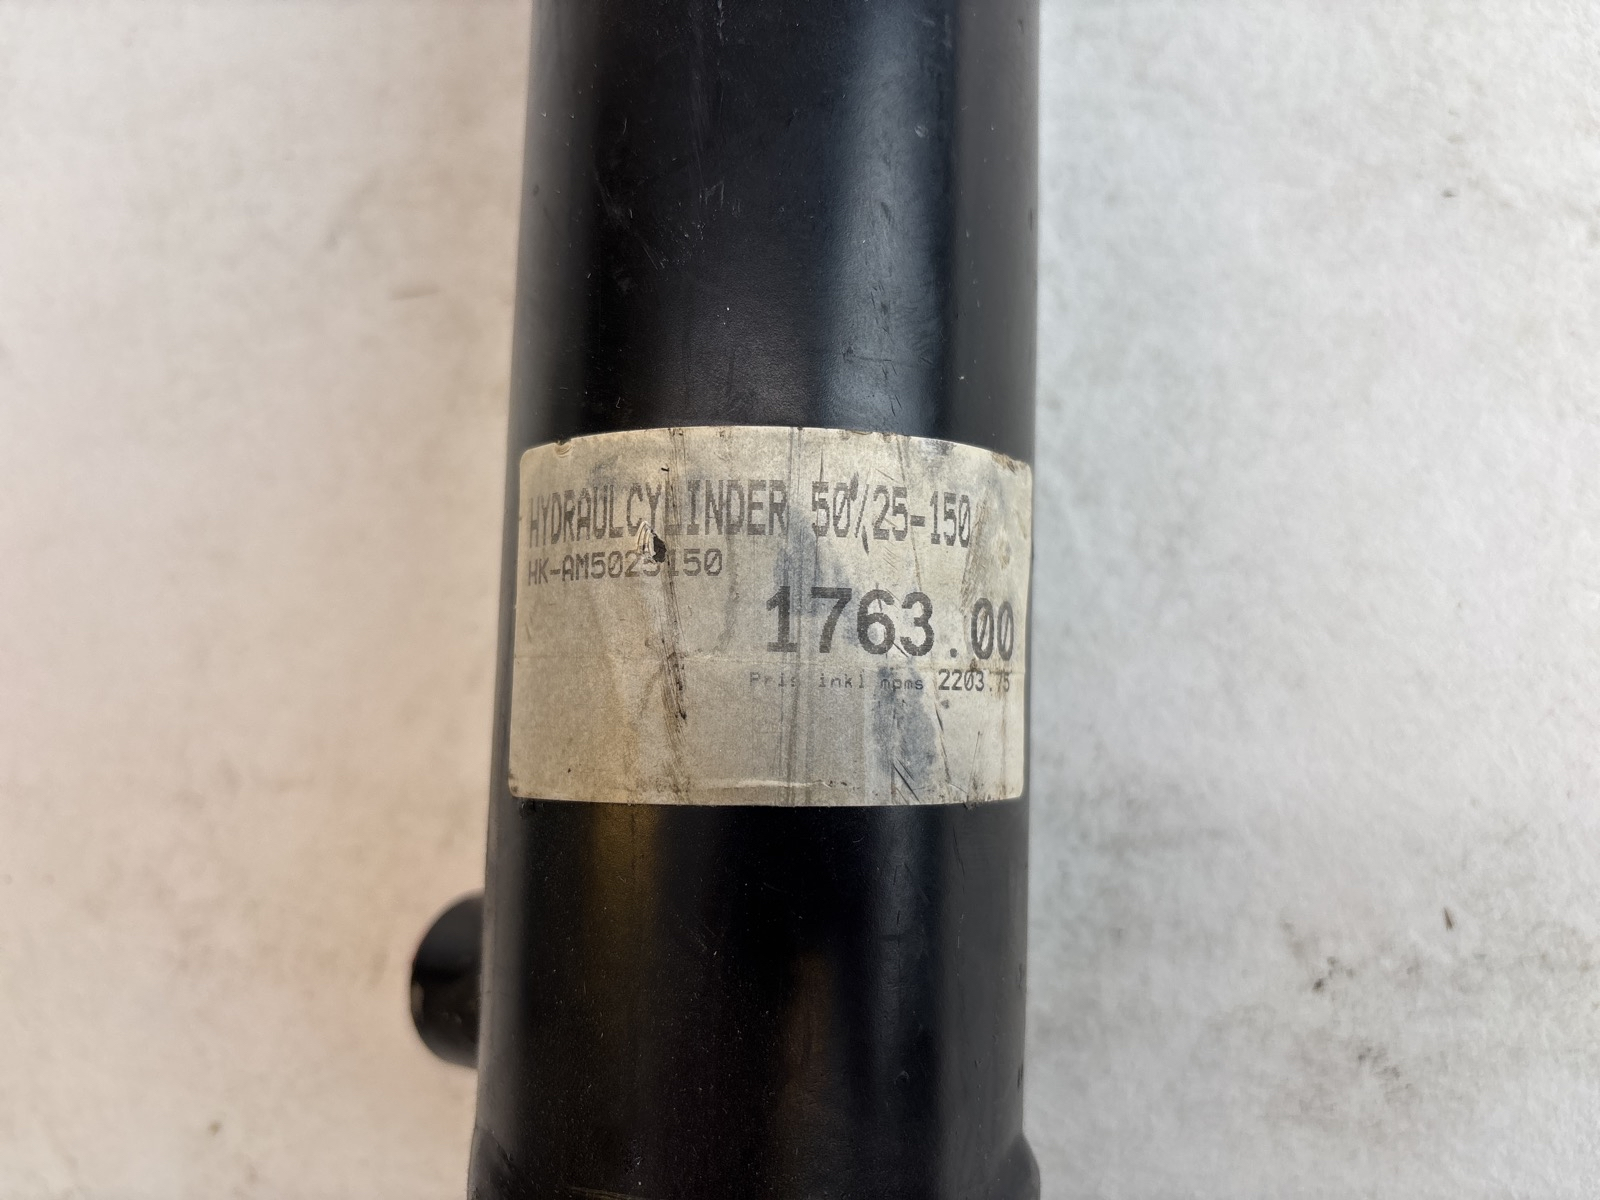 HYDRAULCYLINDER 50/25-150
HK-AM5025150
1763.00
Pris inkl moms 2203.75